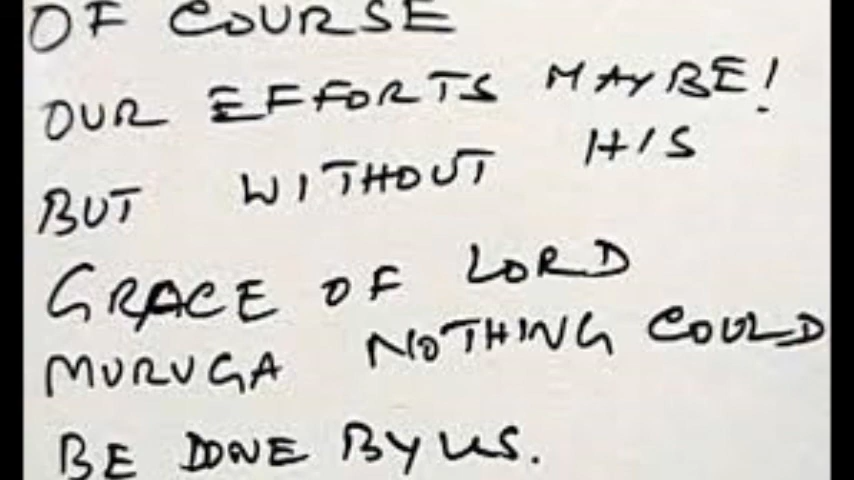 OF COURSE
OUR EFFORTS MAYBE!
BUT WITHOUT HIS
GRACE OF LORD
MURUGA NOTHING COULD
BE DONE BY US.